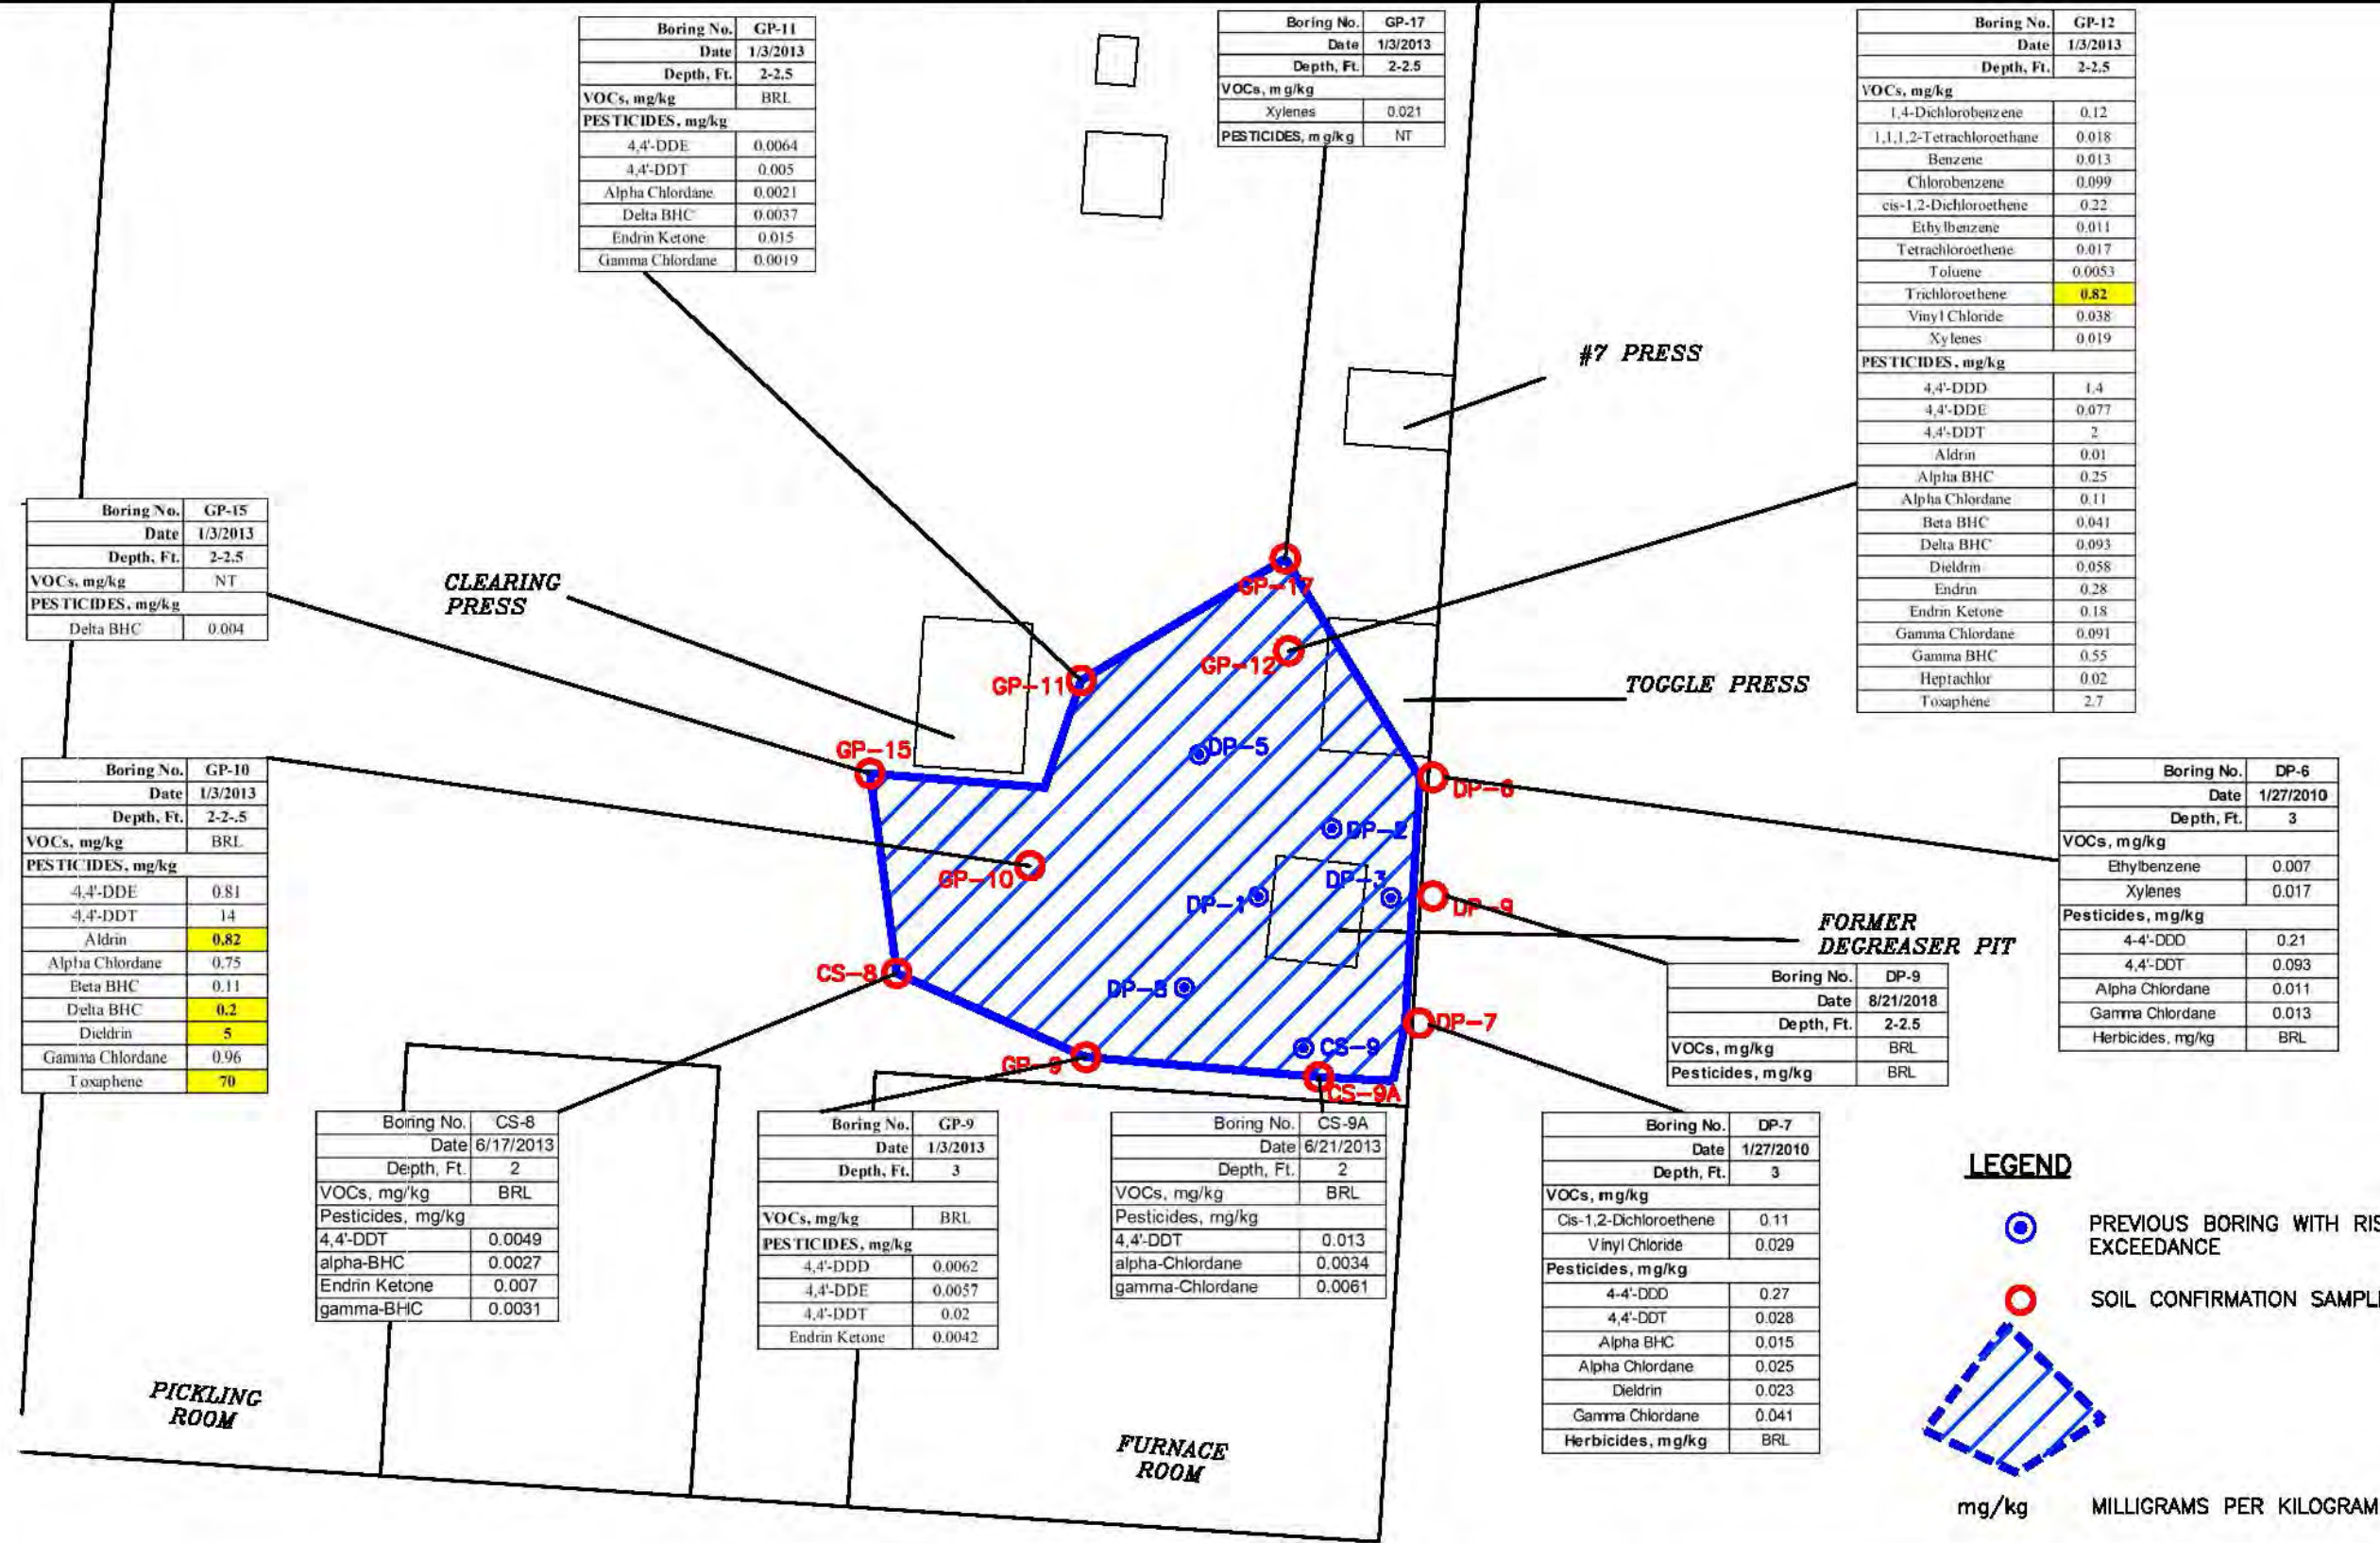 Boring No. GP-11
Date 1/3/2013
Depth, Ft. 2-2.5
VOCs, mg/kg BRL
PESTICIDES, mg/kg
4,4'-DDE 0.0064
4,4'-DDT 0.005
Alpha Chlordane 0.0021
Delta BHC 0.0037
Endrin Ketone 0.015
Gamma Chlordane 0.0019
Boring No. GP-17
Date 1/3/2013
Depth, Ft. 2-2.5
VOCs, mg/kg
Xylenes 0.021
PESTICIDES, mg/kg NT
Boring No. GP-12
Date 1/3/2013
Depth, Ft. 2-2.5
VOCs, mg/kg
1,4-Dichlorobenzene 0.12
1,1,1,2-Tetrachloroethane 0.018
Benzene 0.013
Chlorobenzene 0.099
cis-1,2-Dichloroethene 0.22
Ethylbenzene 0.011
Tetrachloroethene 0.017
Toluene 0.0053
Trichloroethene 0.82
Vinyl Chloride 0.038
Xylenes 0.019
PESTICIDES, mg/kg
4,4'-DDD 1.4
4,4'-DDE 0.077
4,4'-DDT 2
Aldrin 0.01
Alpha BHC 0.25
Alpha Chlordane 0.11
Beta BHC 0.041
Delta BHC 0.093
Dieldrin 0.058
Endrin 0.28
Endrin Ketone 0.18
Gamma Chlordane 0.091
Gamma BHC 0.55
Heptachlor 0.02
Toxaphene 2.7
#7 PRESS
Boring No. GP-15
Date 1/3/2013
Depth, Ft. 2-2.5
VOCs, mg/kg NT
PESTICIDES, mg/kg
Delta BHC 0.004
CLEARING
PRESS
GP-17
GP-12
GP-11
TOGGLE PRESS
GP-15
DP-5
DP-6
DP-2
GP-10
DP-1
DP-3
DP-9
FORMER
DEGREASER PIT
CS-8
DP-8
DP-7
GP-9
CS-9
CS-9A
Boring No. GP-10
Date 1/3/2013
Depth, Ft. 2-2-.5
VOCs, mg/kg BRL
PESTICIDES, mg/kg
4,4'-DDE 0.81
4,4'-DDT 14
Aldrin 0.82
Alpha Chlordane 0.75
Beta BHC 0.11
Delta BHC 0.2
Dieldrin 5
Gamma Chlordane 0.96
Toxaphene 70
Boring No. DP-6
Date 1/27/2010
Depth, Ft. 3
VOCs, mg/kg
Ethylbenzene 0.007
Xylenes 0.017
Pesticides, mg/kg
4-4'-DDD 0.21
4,4'-DDT 0.093
Alpha Chlordane 0.011
Gamma Chlordane 0.013
Herbicides, mg/kg BRL
Boring No. DP-9
Date 8/21/2018
Depth, Ft. 2-2.5
VOCs, mg/kg BRL
Pesticides, mg/kg BRL
Boring No. CS-8
Date 6/17/2013
Depth, Ft. 2
VOCs, mg/kg BRL
Pesticides, mg/kg
4,4'-DDT 0.0049
alpha-BHC 0.0027
Endrin Ketone 0.007
gamma-BHC 0.0031
Boring No. GP-9
Date 1/3/2013
Depth, Ft. 3
VOCs, mg/kg BRL
PESTICIDES, mg/kg
4,4'-DDD 0.0062
4,4'-DDE 0.0057
4,4'-DDT 0.02
Endrin Ketone 0.0042
Boring No. CS-9A
Date 6/21/2013
Depth, Ft. 2
VOCs, mg/kg BRL
Pesticides, mg/kg
4,4'-DDT 0.013
alpha-Chlordane 0.0034
gamma-Chlordane 0.0061
Boring No. DP-7
Date 1/27/2010
Depth, Ft. 3
VOCs, mg/kg
Cis-1,2-Dichloroethene 0.11
Vinyl Chloride 0.029
Pesticides, mg/kg
4-4'-DDD 0.27
4,4'-DDT 0.028
Alpha BHC 0.015
Alpha Chlordane 0.025
Dieldrin 0.023
Gamma Chlordane 0.041
Herbicides, mg/kg BRL
PICKLING
ROOM
FURNACE
ROOM
LEGEND
PREVIOUS BORING WITH
EXCEEDANCE
SOIL CONFIRMATION
mg/kg MILLIGRAMS PER KILOGRAM